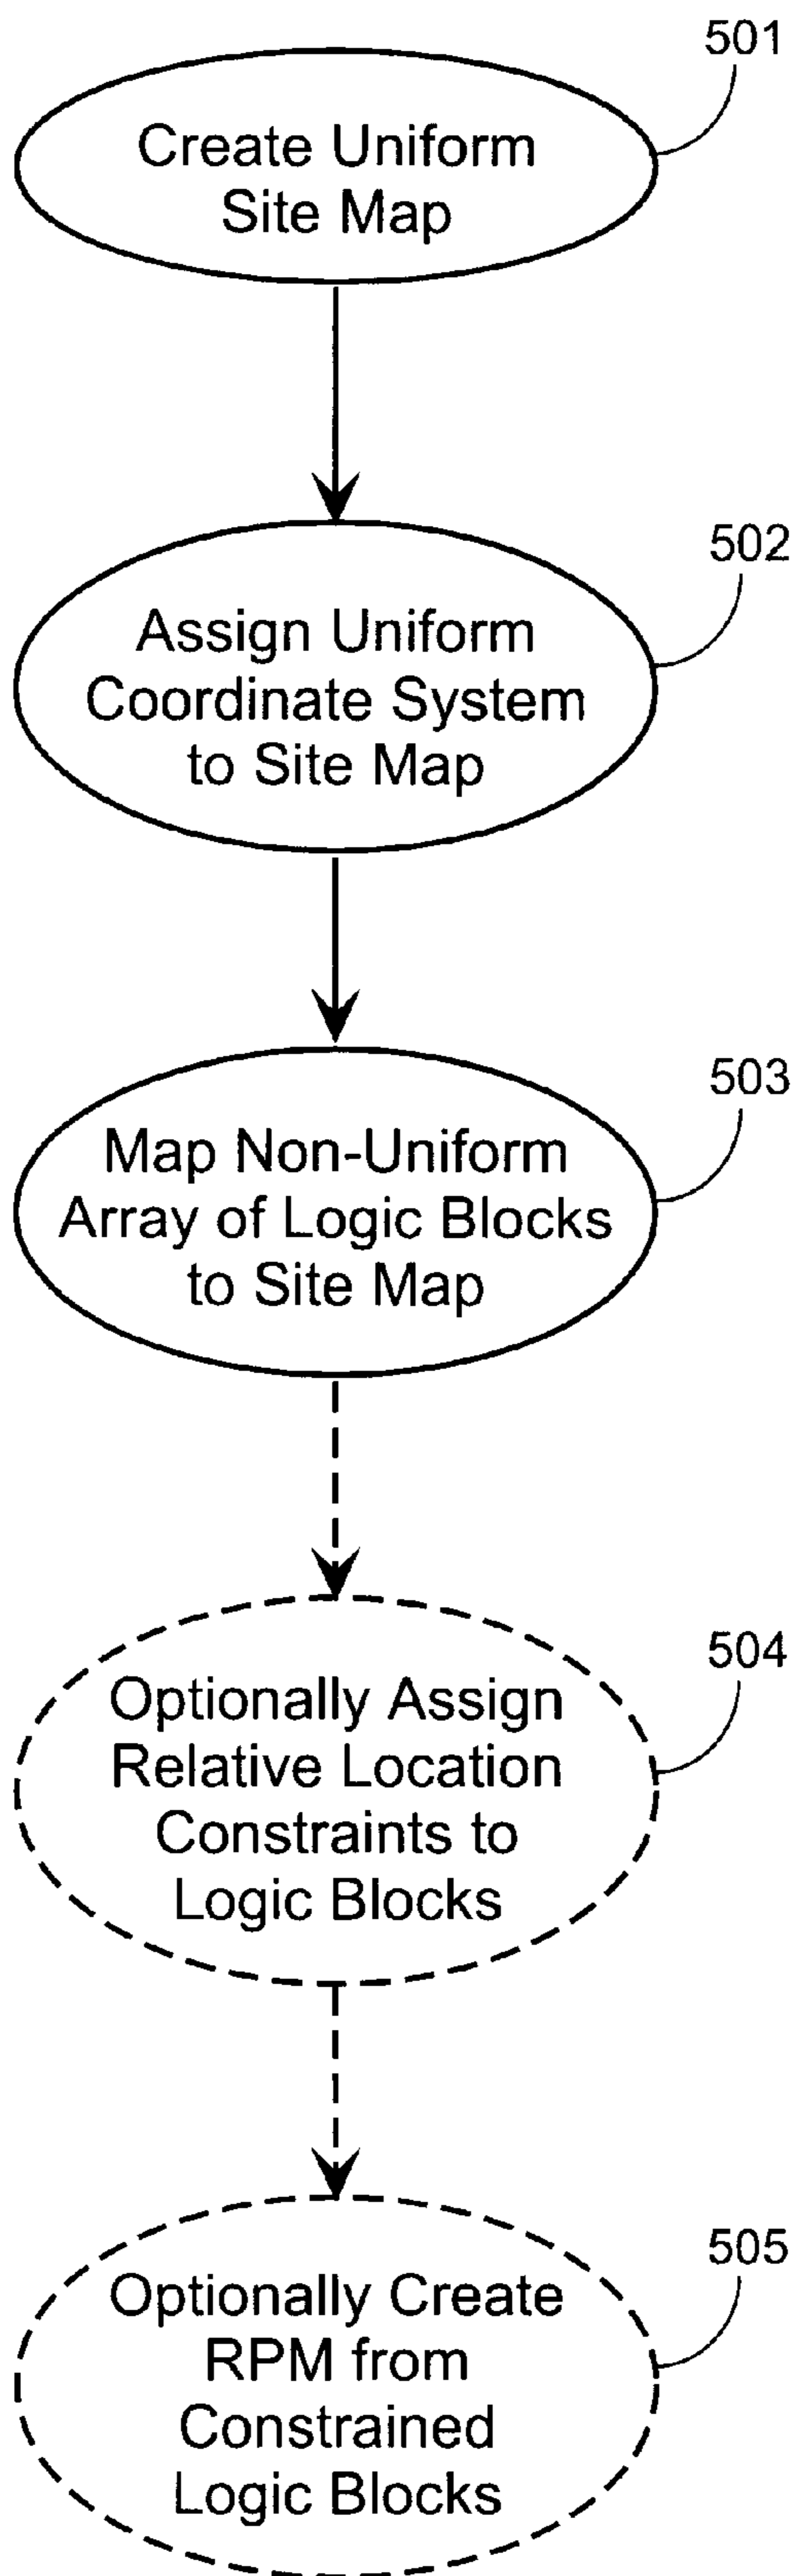 501
Create Uniform
Site Map
502
Assign Uniform
Coordinate System
to Site Map
503
Map Non-Uniform
Array of Logic Blocks
to Site Map
504
Optionally Assign
Relative Location
Constraints to
Logic Blocks
505
Optionally Create
RPM from
Constrained
Logic Blocks